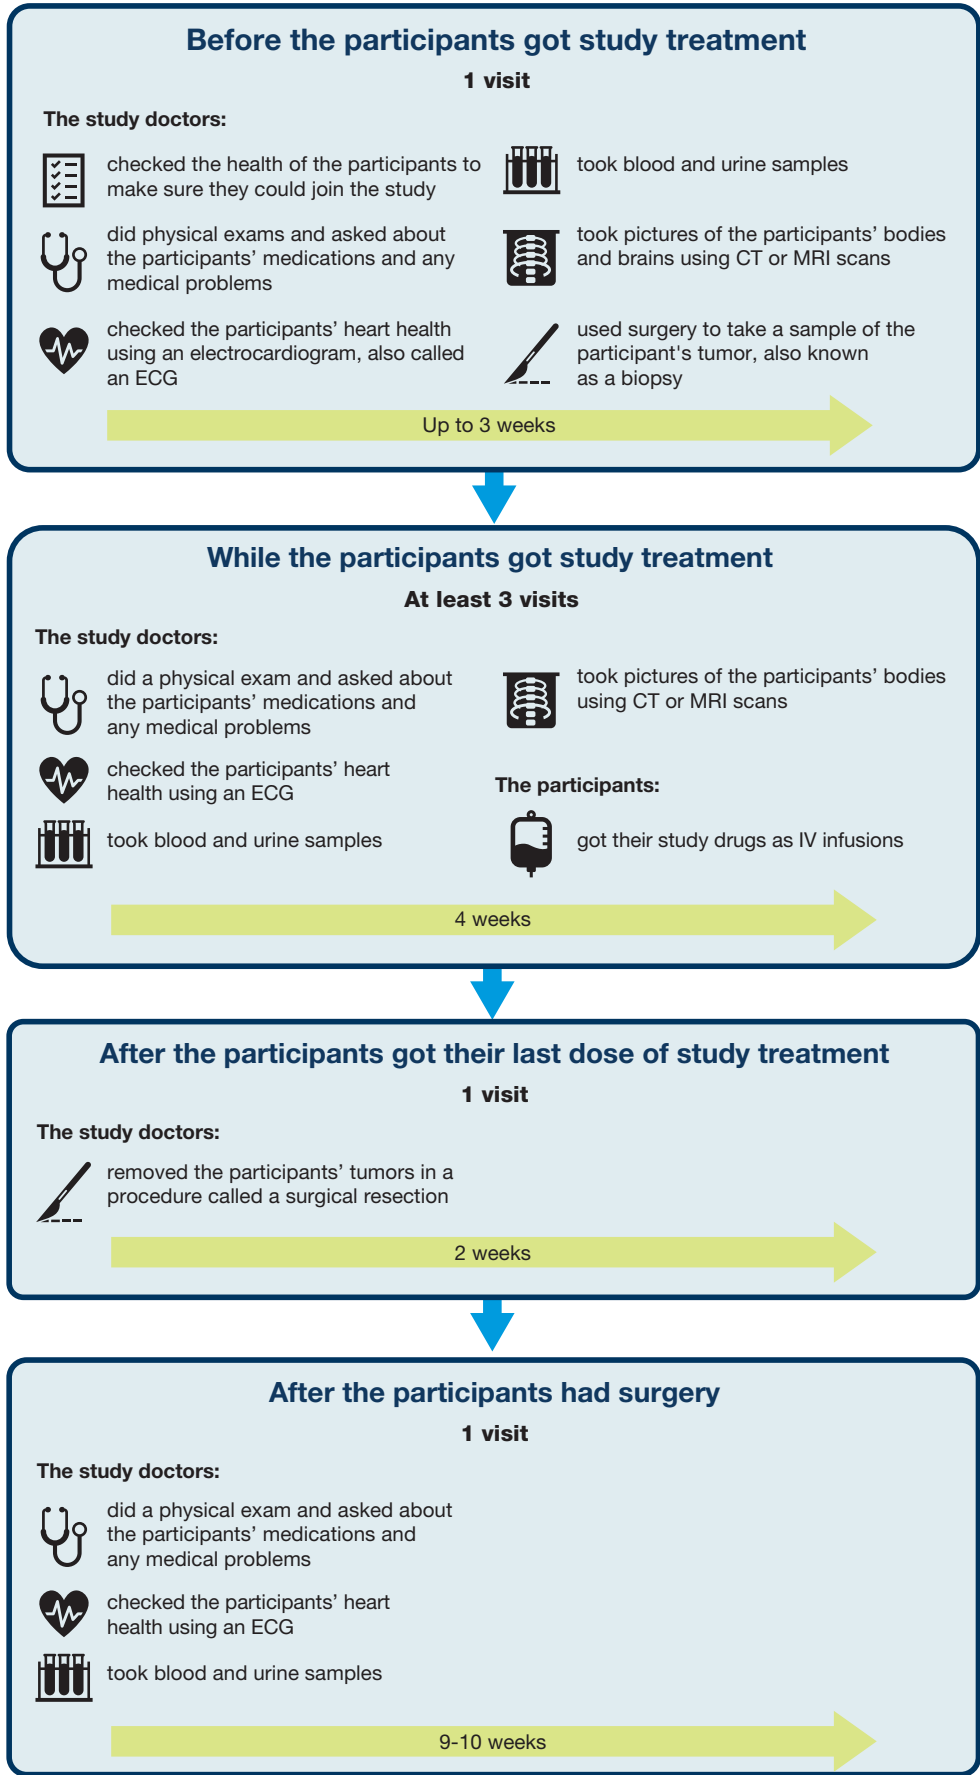 Before the participants got study treatment
1 visit
The study doctors:
checked the health of the participants to
make sure they could join the study
did physical exams and asked about
the participants’ medications and any
medical problems
checked the participants’ heart health
using an electrocardiogram, also called
an ECG
took blood and urine samples
took pictures of the participants’ bodies
and brains using CT or MRI scans
used surgery to take a sample of the
participant's tumor, also known
as a biopsy
Up to 3 weeks
While the participants got study treatment
At least 3 visits
The study doctors:
did a physical exam and asked about
the participants’ medications and
any medical problems
checked the participants’ heart
health using an ECG
took blood and urine samples
took pictures of the participants’ bodies
using CT or MRI scans
The participants:
got their study drugs as IV infusions
4 weeks
After the participants got their last dose of study treatment
1 visit
The study doctors:
removed the participants’ tumors in a
procedure called a surgical resection
2 weeks
After the participants had surgery
1 visit
The study doctors:
did a physical exam and asked about
the participants’ medications and
any medical problems
checked the participants’ heart
health using an ECG
took blood and urine samples
9-10 weeks